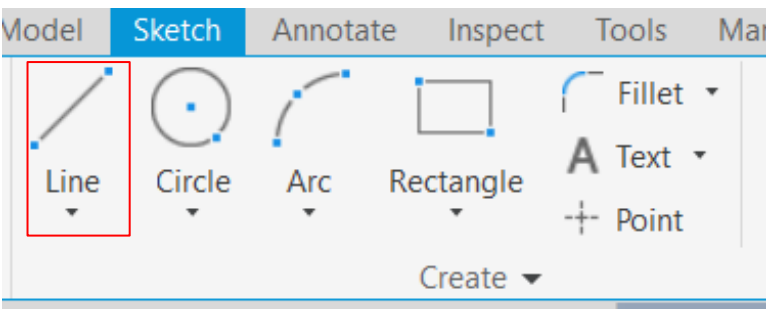 Model Sketch Annotate Inspect Tools
Line Circle Arc Rectangle
Fillet
Text
Point
Create